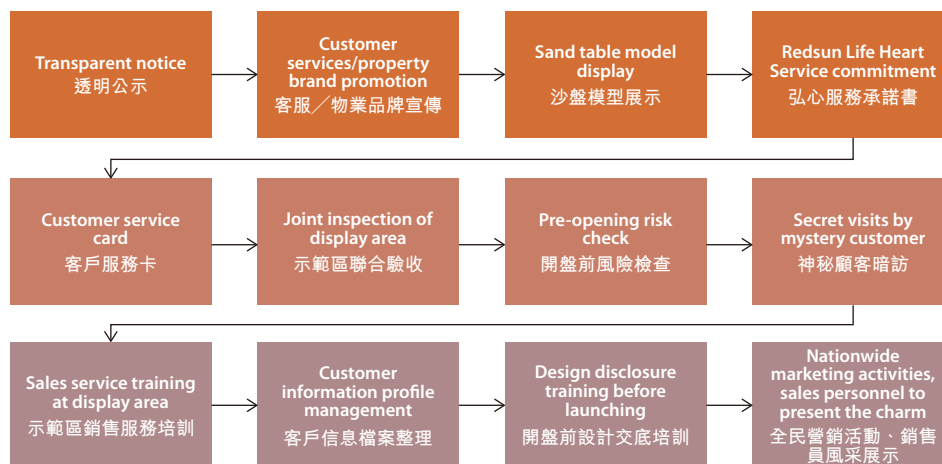 Transparent notice
透明公示
Customer
services/property
brand promotion
客服╱物業品牌宣傳
Sand table model
display
沙盤模型展示
Redsun Life Heart
Service commitment
弘心服務承諾書
Customer service
card
客戶服務卡
Joint inspection of
display area
示範區聯合驗收
Pre-opening risk
check
開盤前風險檢查
Secret visits by
mystery customer
神秘顧客暗訪
Sales service training
at display area
示範區銷售服務培訓
Customer
information profile
management
客戶信息檔案整理
Design disclosure
training before
launching
開盤前設計交底培訓
Nationwide
marketing activities,
sales personnel to
present the charm
全民營銷活動、銷售
員風采展示